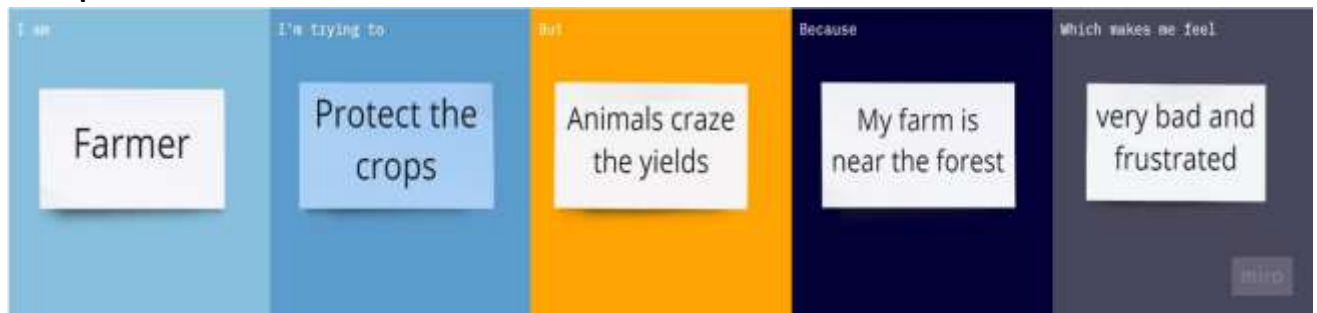 I am
Farmer
I'm trying to
Protect the
crops
But
Animals craze
the yields
Because
My farm is
near the forest
Which makes me feel
very bad and
frustrated
miro